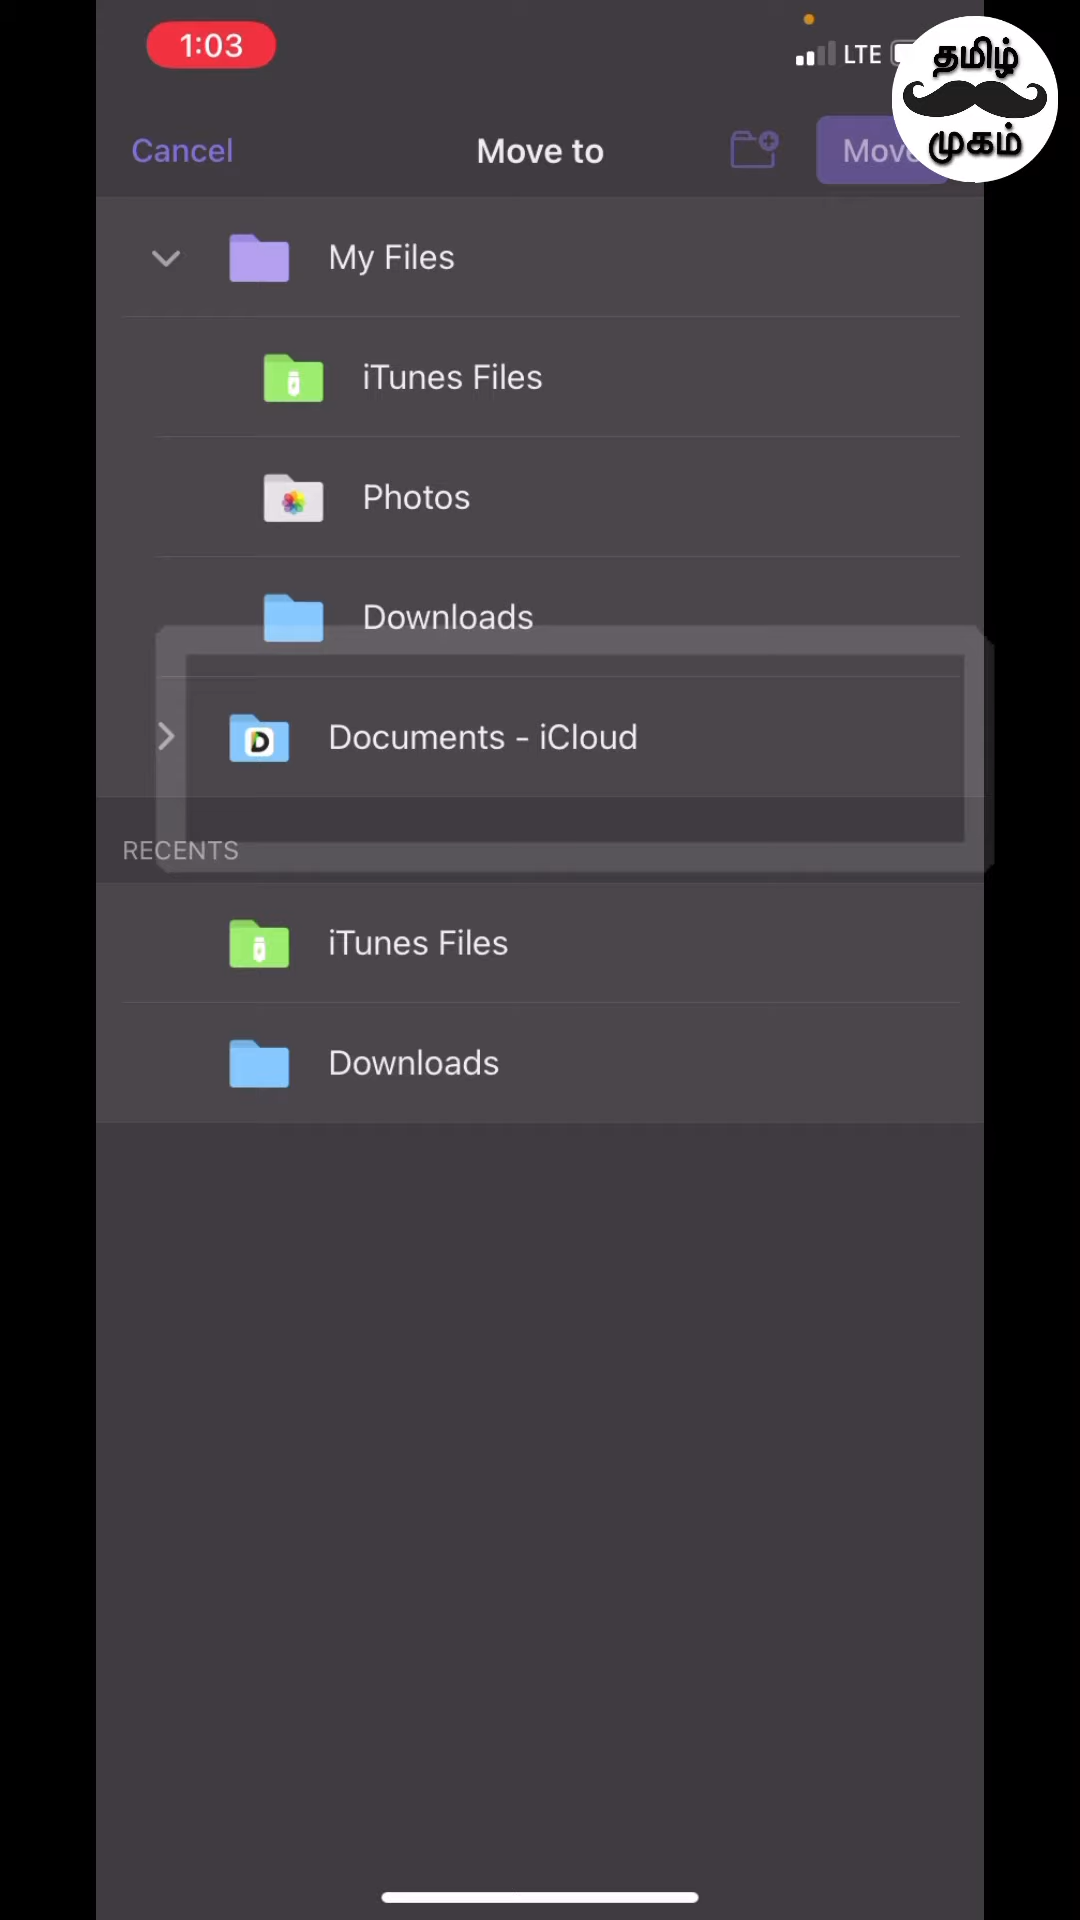 1:03
LTE
தமிழ்
முகம்
Cancel
Move to
Move
My Files
iTunes Files
Photos
Downloads
Documents - iCloud
RECENTS
iTunes Files
Downloads